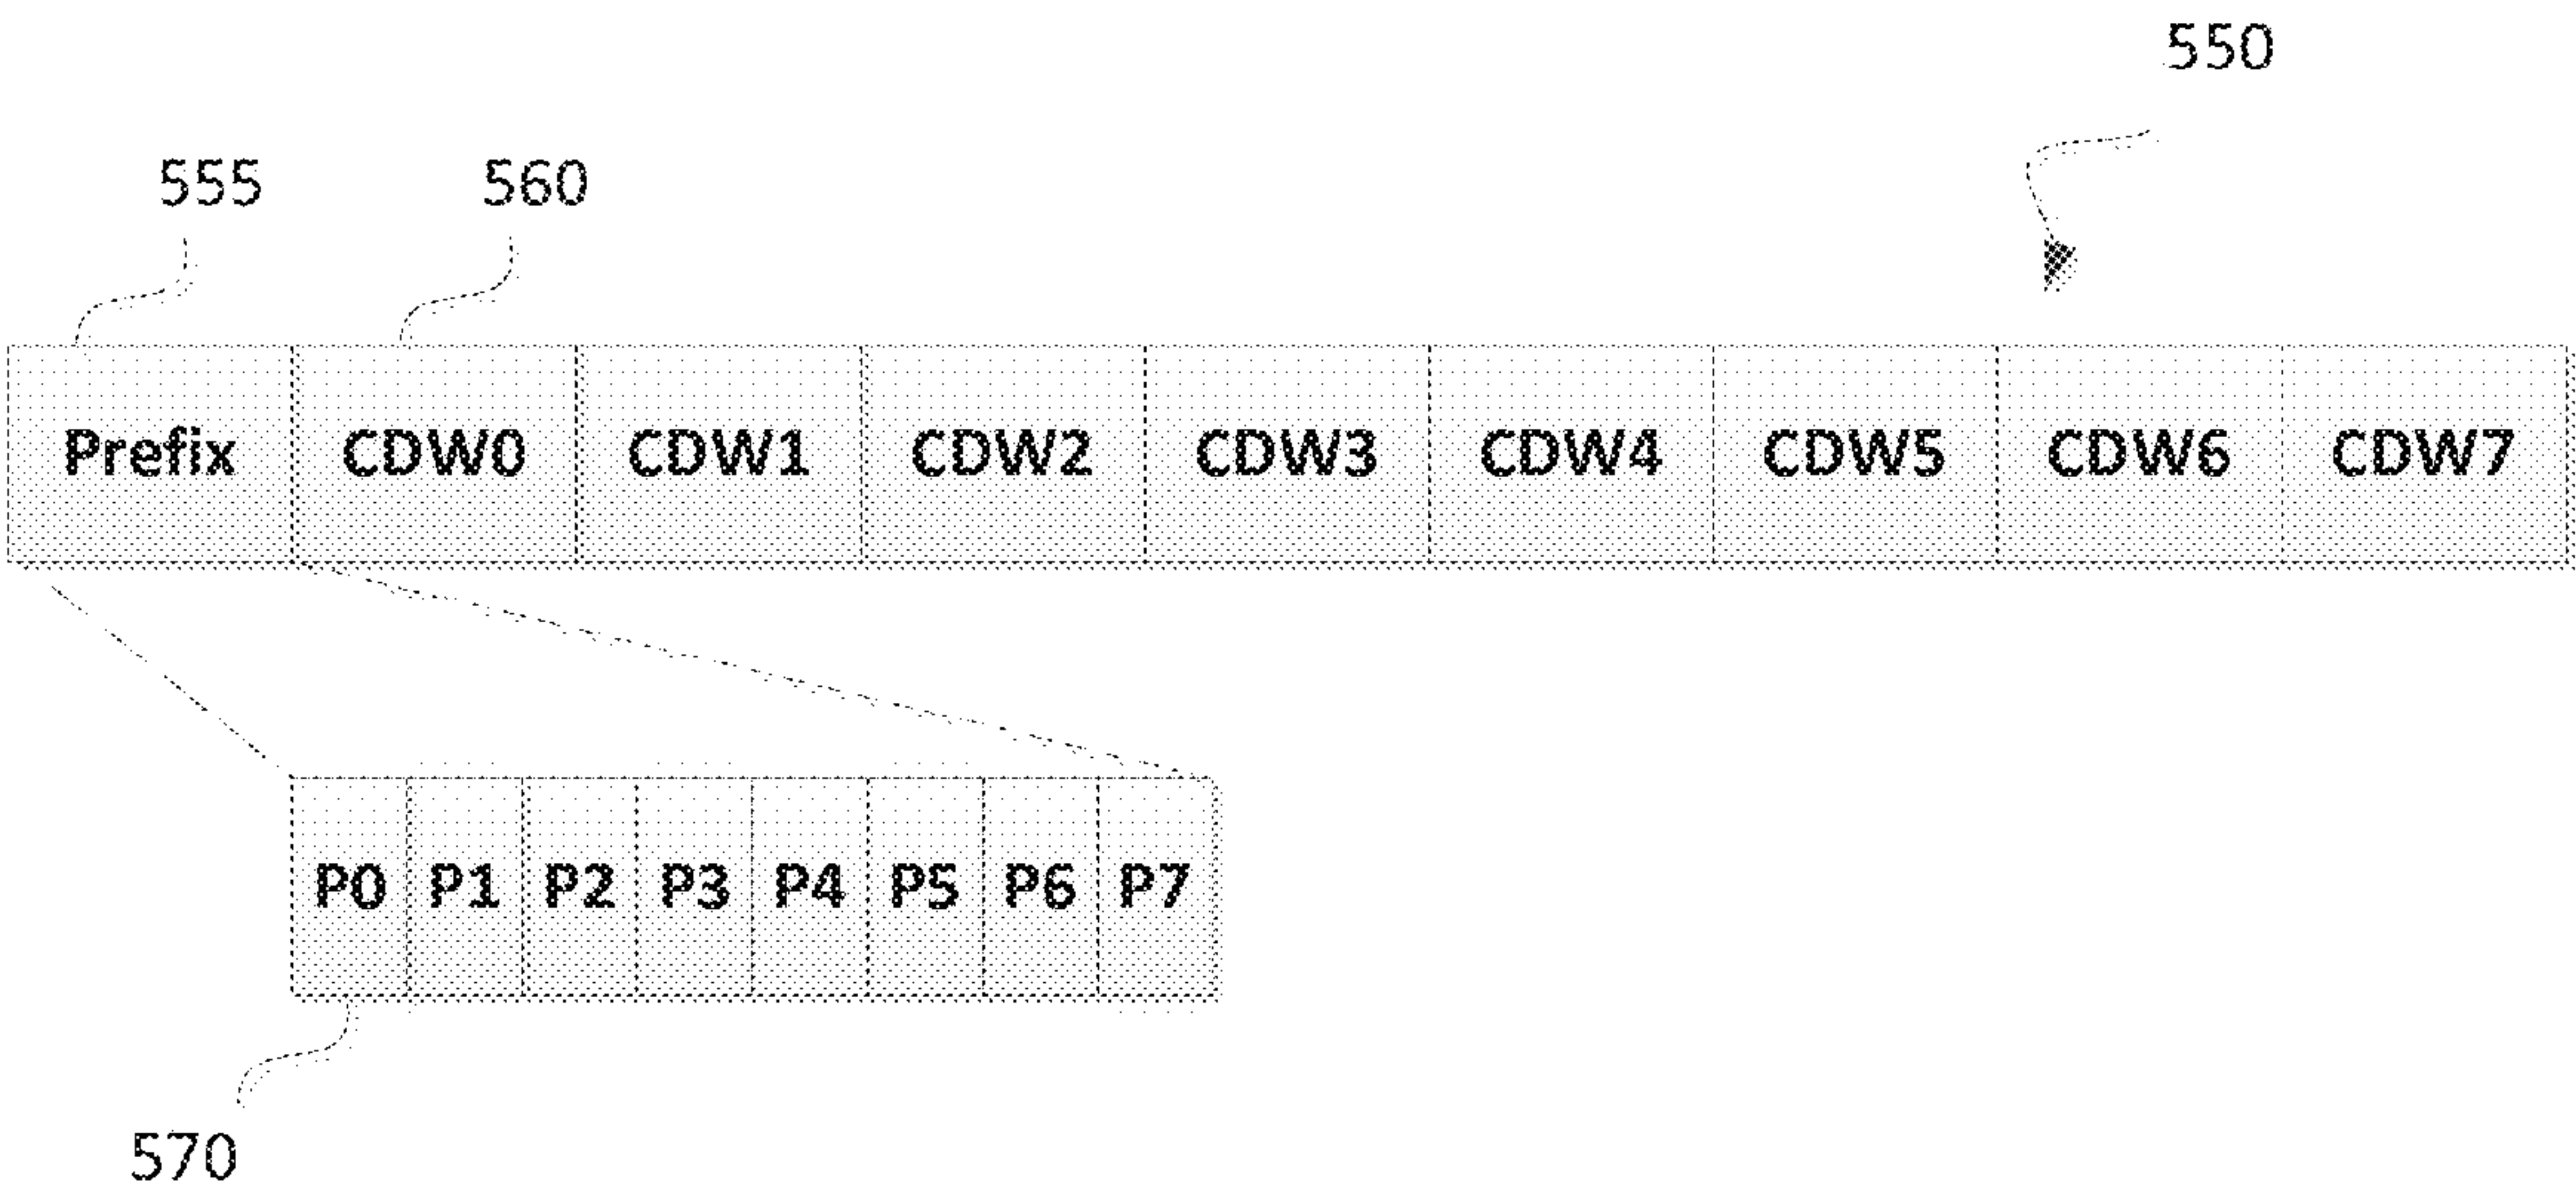 550
555 560
Prefix CDW0 CDW1 CDW2 CDW3 CDW4 CDW5 CDW6 CDW7
P0 P1 P2 P3 P4 P5 P6 P7
570